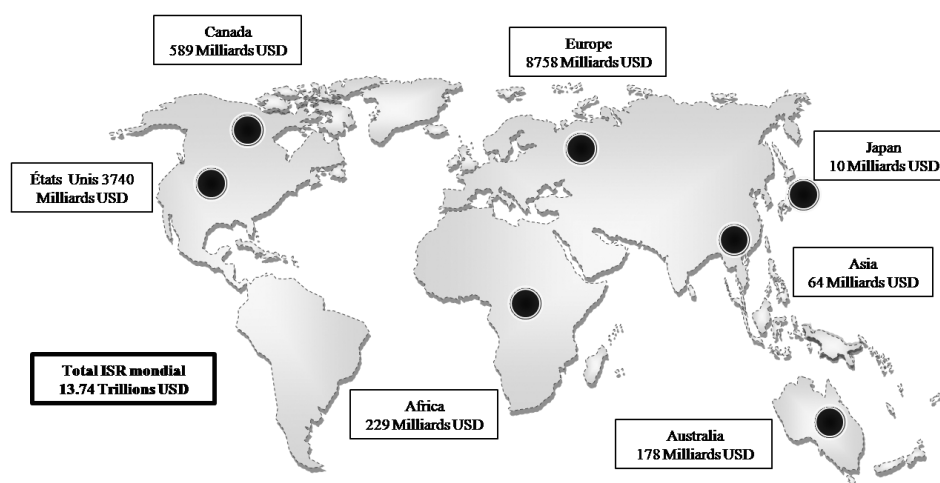 Canada
589 Milliards USD
Europe
8758 Milliards USD
États Unis 3740
Milliards USD
Japan
10 Milliards USD
Asia
64 Milliards USD
Total ISR mondial
13.74 Trillions USD
Africa
229 Milliards USD
Australia
178 Milliards USD